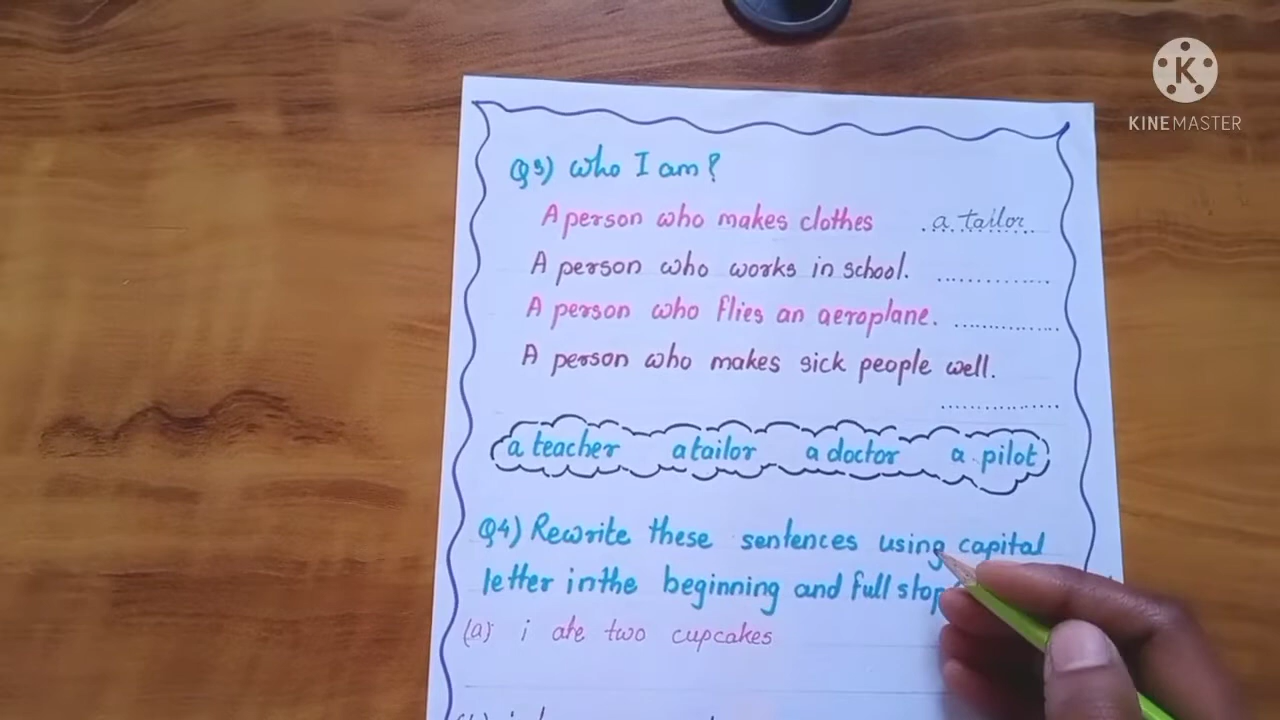 KINEMASTER
Q3) Who I am?
A person who makes clothes .a tailor.
A person who works in school. ..............
A person who flies an aeroplane. ..............
A person who makes sick people well.
..............
a teacher a tailor a doctor a pilot
Q4) Rewrite these sentences using capital
letter in the beginning and full stop
(a) i ate two cupcakes